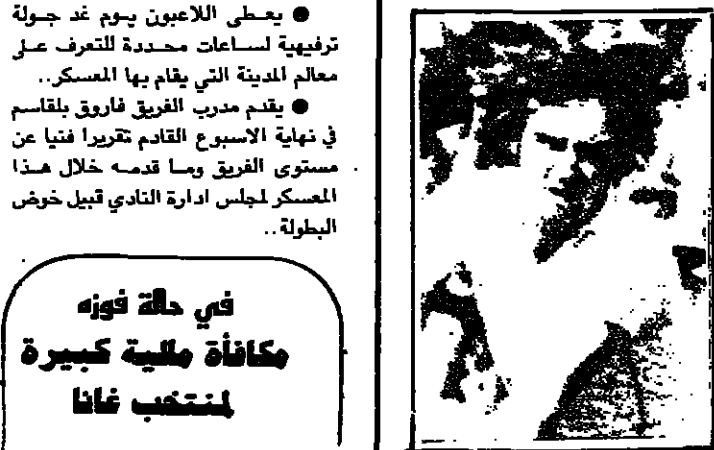 ● يعطى اللاعبون يوم غد جولة
ترفيهية لساعات محددة للتعرف على
معالم المدينة التي يقام بها المعسكر..
● يقدم مدرب الفريق فاروق بلقاسم
في نهاية الاسبوع القادم تقريرا فنيا عن
مستوى الفريق وما قدمه خلال هذا
المعسكر لمجلس ادارة النادي قبيل خوض
البطولة..
في حالة فوزه
مكافأة مالية كبيرة
لمنتخب غانا